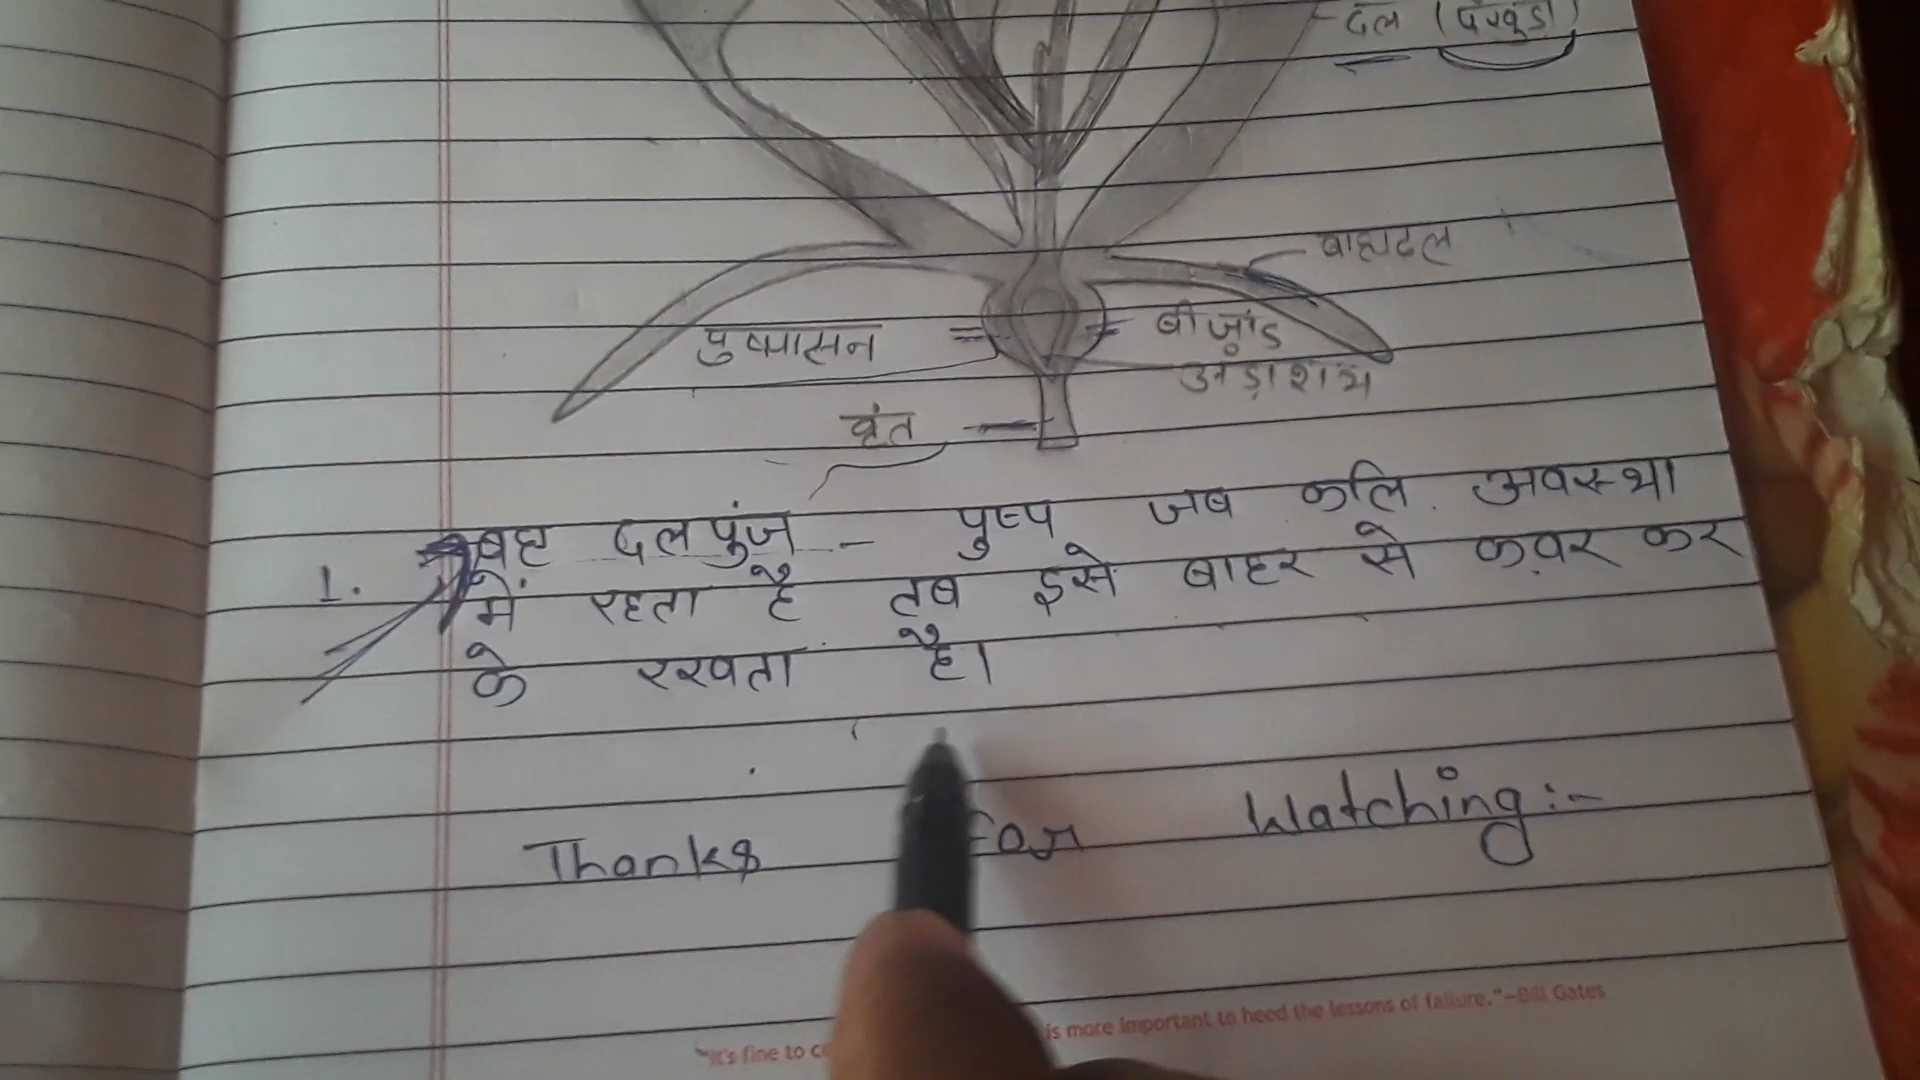 दल (पंखूडी)
बाह्यदल
पुष्पासन
बीजांड
अंड़ाशय
वृंत
1. बह्य दलपुंज - पुष्प जब कलि अवस्था
में रहता है तब इसे बाहर से कवर कर
के रखता है।
Thanks for Watching:-
"It's fine to c is more important to heed the lessons of failure."-Bill Gates